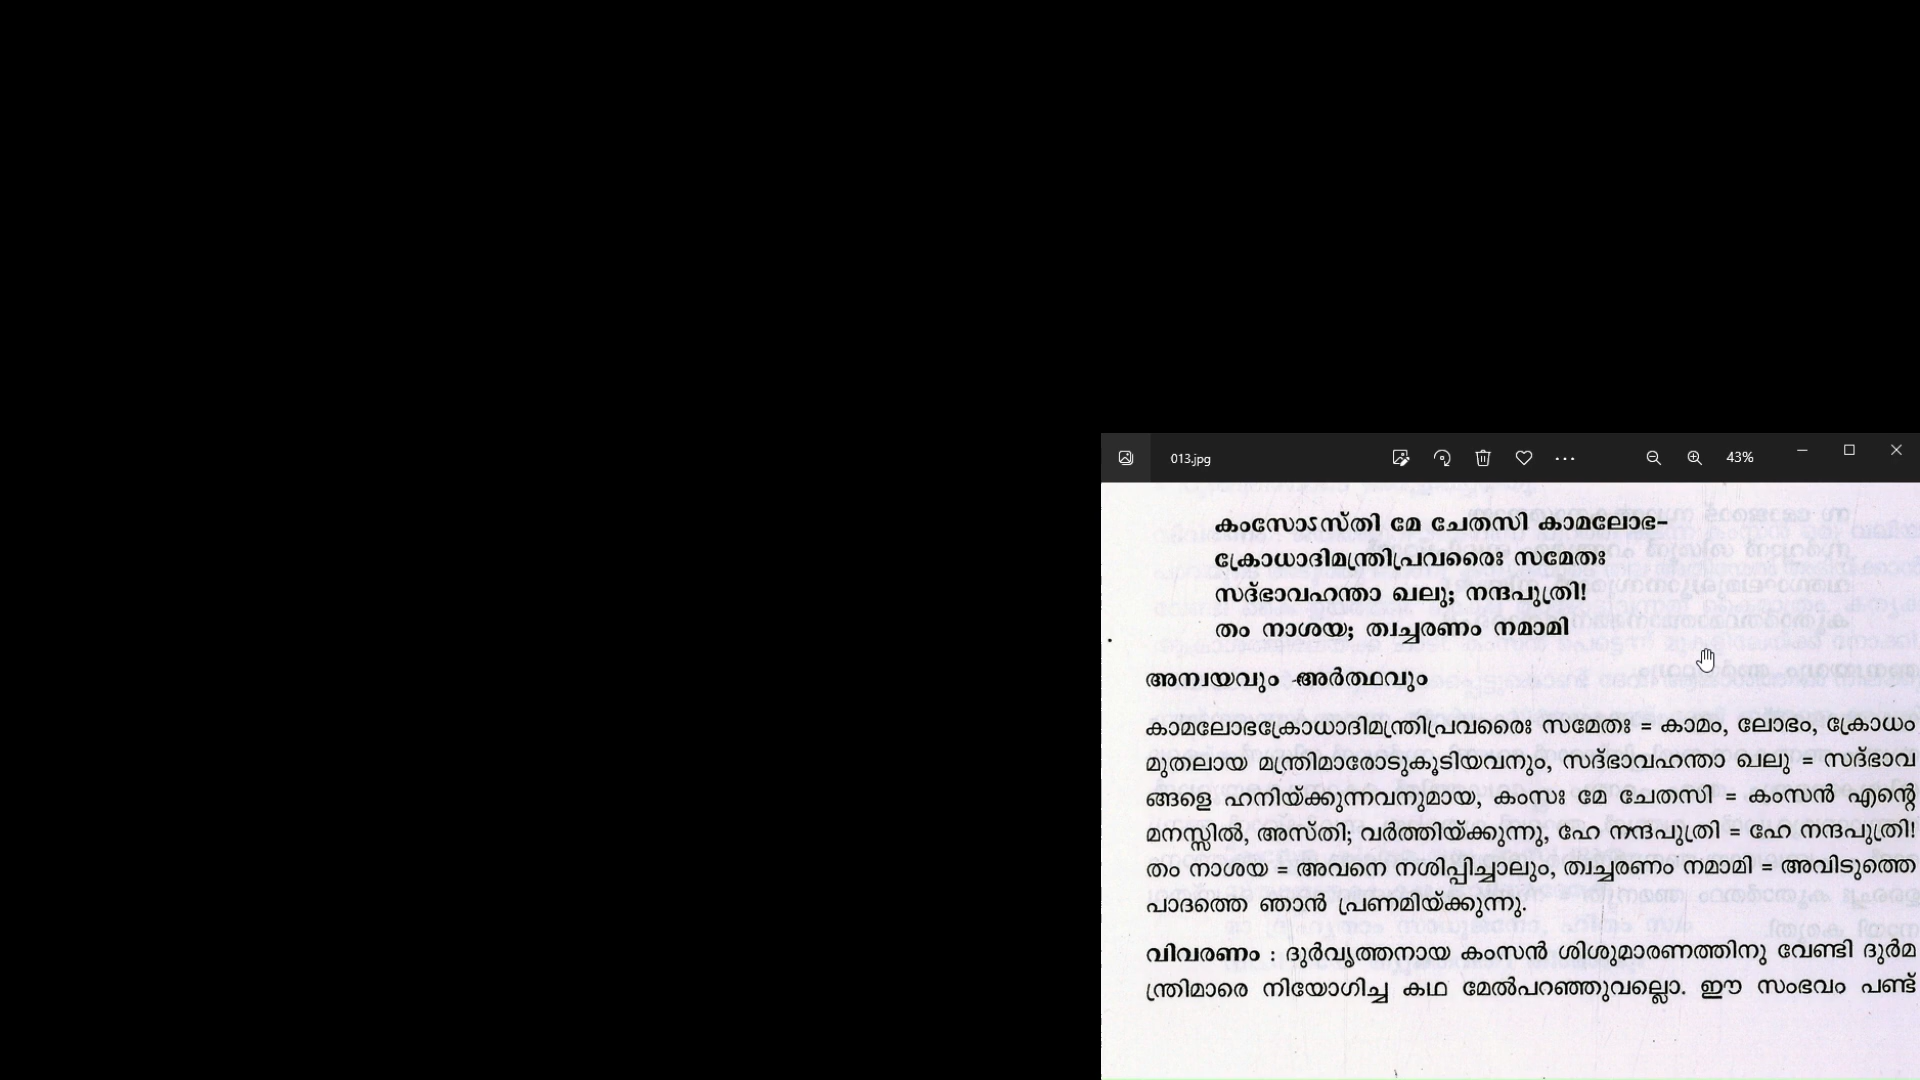 013.jpg
43%
കംസോഽസ്തി മേ ചേതസി കാമലോഭ-
ക്രോധാദിമന്ത്രിപ്രവരൈഃ സമേതഃ
സദ്ഭാവഹന്താ ഖലു; നന്ദപുത്രി!
തം നാശയ; ത്വച്ചരണം നമാമി
അന്വയവും അർത്ഥവും
കാമലോഭക്രോധാദിമന്ത്രിപ്രവരൈഃ സമേതഃ = കാമം, ലോഭം, ക്രോധം
മുതലായ മന്ത്രിമാരോടുകൂടിയവനും, സദ്ഭാവഹന്താ ഖലു = സദ്ഭാവ
ങ്ങളെ ഹനിയ്ക്കുന്നവനുമായ, കംസഃ മേ ചേതസി = കംസൻ എന്റെ
മനസ്സിൽ, അസ്തി; വർത്തിയ്ക്കുന്നു, ഹേ നന്ദപുത്രി = ഹേ നന്ദപുത്രി!
തം നാശയ = അവനെ നശിപ്പിച്ചാലും, ത്വച്ചരണം നമാമി = അവിടുത്തെ
പാദത്തെ ഞാൻ പ്രണമിയ്ക്കുന്നു.
വിവരണം : ദുർവൃത്തനായ കംസൻ ശിശുമാരണത്തിനു വേണ്ടി ദുർമ
ന്ത്രിമാരെ നിയോഗിച്ച കഥ മേൽപറഞ്ഞുവല്ലൊ. ഈ സംഭവം പണ്ട്